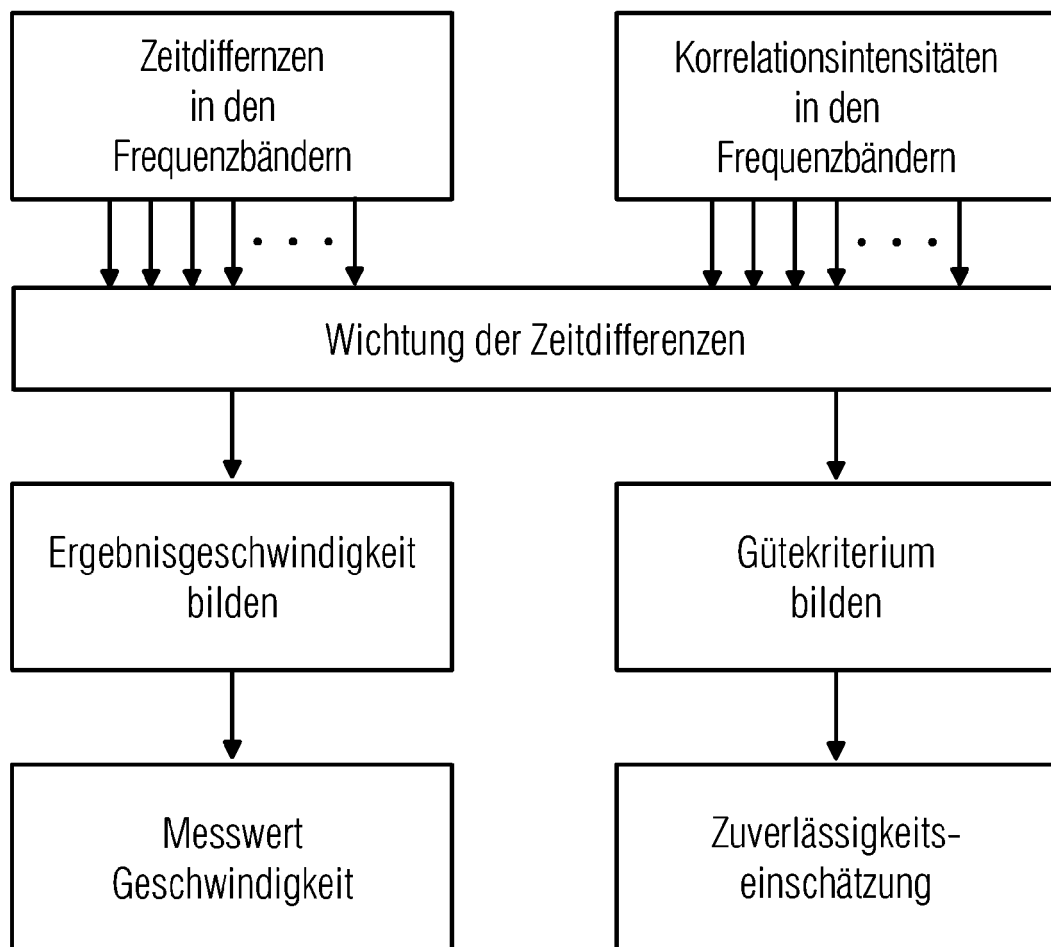 Zeitdiffernzen
in den
Frequenzbändern
Korrelationsintensitäten
in den
Frequenzbändern
. . .
. . .
Wichtung der Zeitdifferenzen
Ergebnisgeschwindigkeit
bilden
Gütekriterium
bilden
Messwert
Geschwindigkeit
Zuverlässigkeits-
einschätzung